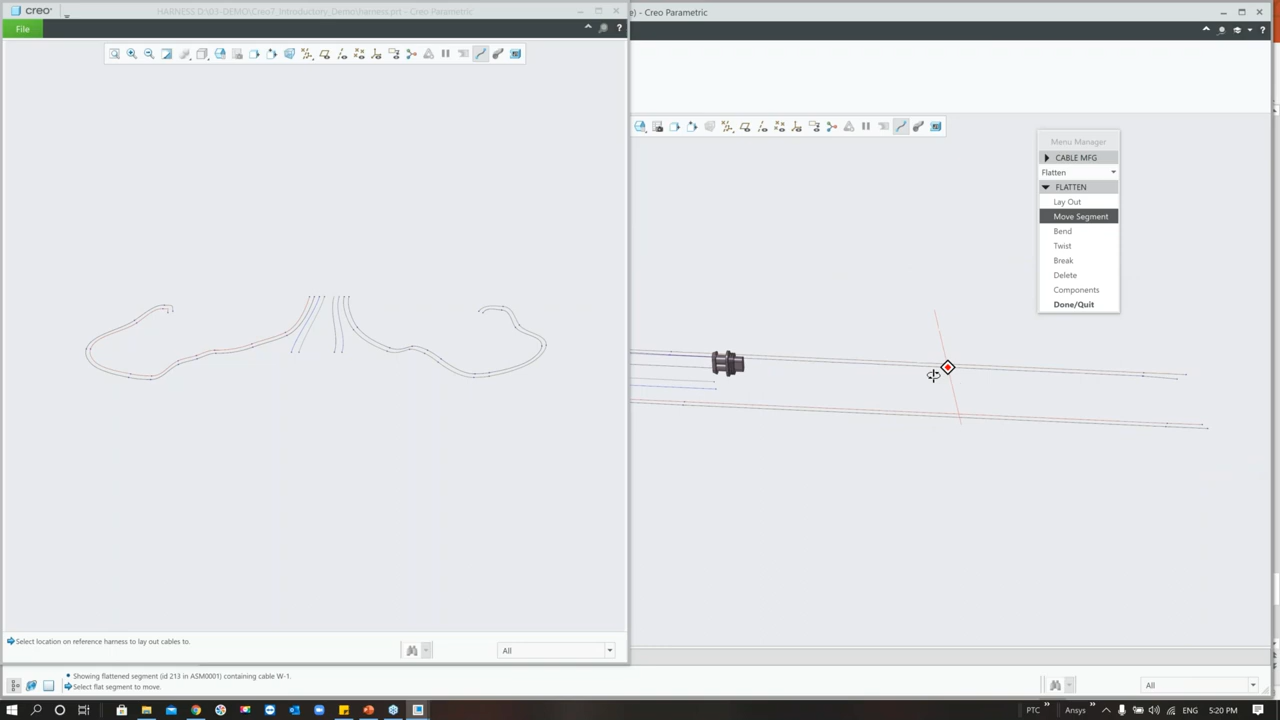 creo®
HARNESS D:\03-DEMO\Creo7_Introductory_Demo\harness.prt - Creo Parametric
e) - Creo Parametric
File
Menu Manager
CABLE MFG
Flatten
FLATTEN
Lay Out
Move Segment
Bend
Twist
Break
Delete
Components
Done/Quit
Select location on reference harness to lay out cables to.
All
Showing flattened segment (id 213 in ASM0001) containing cable W-1.
Select flat segment to move.
All
PTC
Ansys
ENG
5:20 PM